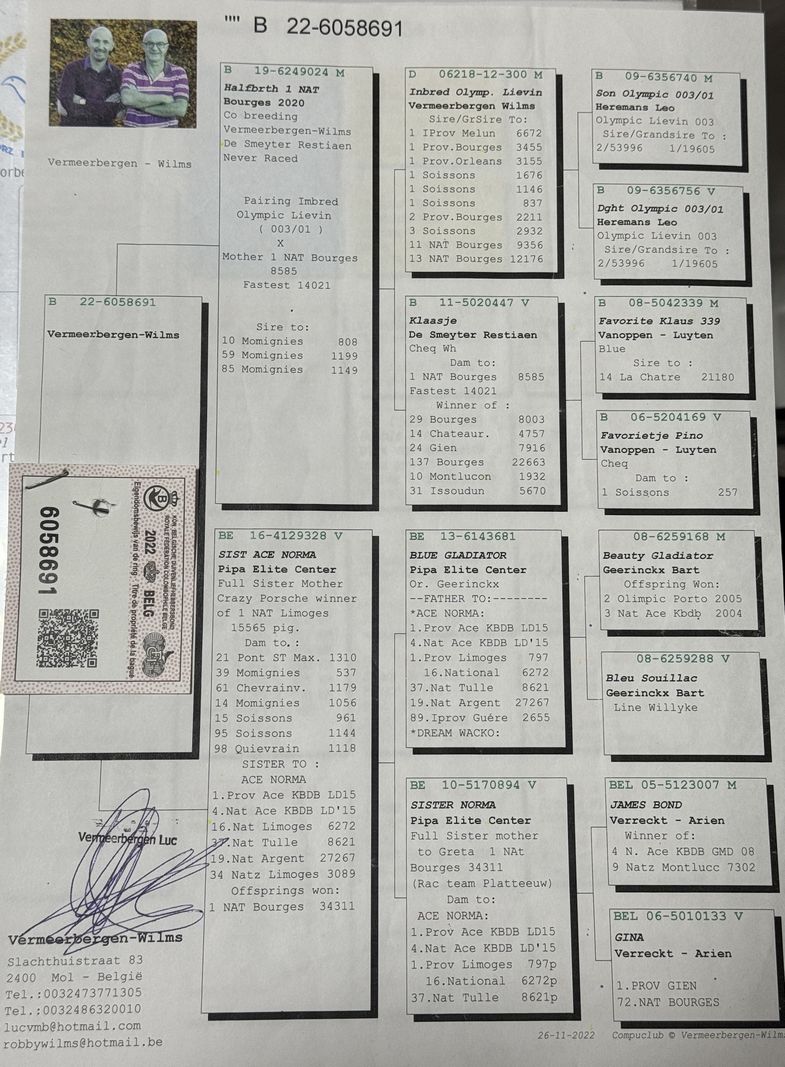 "" B 22-6058691
Vermeerbergen - Wilms
B 22-6058691
Vermeerbergen-Wilms
B 19-6249024 M
Halfbrth 1 NAT
Bourges 2020
Co breeding
Vermeerbergen-Wilms
De Smeyter Restiaen
Never Raced
Pairing Imbred
Olympic Lievin
( 003/01 )
X
Mother 1 NAT Bourges
8585
Fastest 14021
Sire to:
10 Momignies 808
59 Momignies 1199
85 Momignies 1149
BE 16-4129328 V
SIST ACE NORMA
Pipa Elite Center
Full Sister Mother
Crazy Porsche winner
of 1 NAT Limoges
15565 pig.
Dam to.:
21 Pont ST Max. 1310
39 Momignies 537
61 Chevrainv. 1179
14 Momignies 1056
15 Soissons 961
95 Soissons 1144
98 Quievrain 1118
SISTER TO :
ACE NORMA
1.Prov Ace KBDB LD15
4.Nat Ace KBDB LD'15
16.Nat Limoges 6272
37.Nat Tulle 8621
19.Nat Argent 27267
34 Natz Limoges 3089
Offsprings won:
1 NAT Bourges 34311
D 06218-12-300 M
Inbred Olymp. Lievin
Vermeerbergen Wilms
Sire/GrSire To:
1 IProv Melun 6672
1 Prov.Bourges 3455
1 Prov.Orleans 3155
1 Soissons 1676
1 Soissons 1146
1 Soissons 837
2 Prov.Bourges 2211
3 Soissons 2932
11 NAT Bourges 9356
13 NAT Bourges 12176
B 11-5020447 V
Klaasje
De Smeyter Restiaen
Cheq Wh
Dam to:
1 NAT Bourges 8585
Fastest 14021
Winner of :
29 Bourges 8003
14 Chateaur. 4757
24 Gien 7916
137 Bourges 22663
10 Montlucon 1932
31 Issoudun 5670
BE 13-6143681
BLUE GLADIATOR
Pipa Elite Center
Or. Geerinckx
--FATHER TO:--------
*ACE NORMA:
1.Prov Ace KBDB LD15
4.Nat Ace KBDB LD'15
1.Prov Limoges 797
16.National 6272
37.Nat Tulle 8621
19.Nat Argent 27267
89.Iprov Guére 2655
*DREAM WACKO:
BE 10-5170894 V
SISTER NORMA
Pipa Elite Center
Full Sister mother
to Greta 1 NAt
Bourges 34311
(Rac team Platteeuw)
Dam to:
ACE NORMA:
1.Prov Ace KBDB LD15
4.Nat Ace KBDB LD'15
1.Prov Limoges 797p
16.National 6272p
37.Nat Tulle 8621p
B 09-6356740 M
Son Olympic 003/01
Heremans Leo
Olympic Lievin 003
Sire/Grandsire To :
2/53996 1/19605
B 09-6356756 V
Dght Olympic 003/01
Heremans Leo
Olympic Lievin 003
Sire/Grandsire To :
2/53996 1/19605
B 08-5042339 M
Favorite Klaus 339
Vanoppen - Luyten
Blue
Sire to :
14 La Chatre 21180
B 06-5204169 V
Favorietje Pino
Vanoppen - Luyten
Cheq
Dam to :
1 Soissons 257
08-6259168 M
Beauty Gladiator
Geerinckx Bart
Offspring Won:
2 Olimpic Porto 2005
3 Nat Ace Kbdb 2004
08-6259288 V
Bleu Souillac
Geerinckx Bart
Line Willyke
BEL 05-5123007 M
JAMES BOND
Verreckt - Arien
Winner of:
4 N. Ace KBDB GMD 08
9 Natz Montlucc 7302
BEL 06-5010133 V
GINA
Verreckt - Arien
1.PROV GIEN
72.NAT BOURGES
KON. BELGISCHE DUIVENLIEFHEBBERSBOND
ROYALE FEDERATION COLOMBOPHILE BELGE
2022 BELG
Eigendomsbewijs van de ring - Titre de propriété de la bague
6058691
Vermeerbergen Luc
Vermeerbergen-Wilms
Slachthuistraat 83
2400 Mol - België
Tel.:0032473771305
Tel.:0032486320010
lucvmb@hotmail.com
robbywilms@hotmail.be
26-11-2022 Compuclub © Vermeerbergen-Wilms